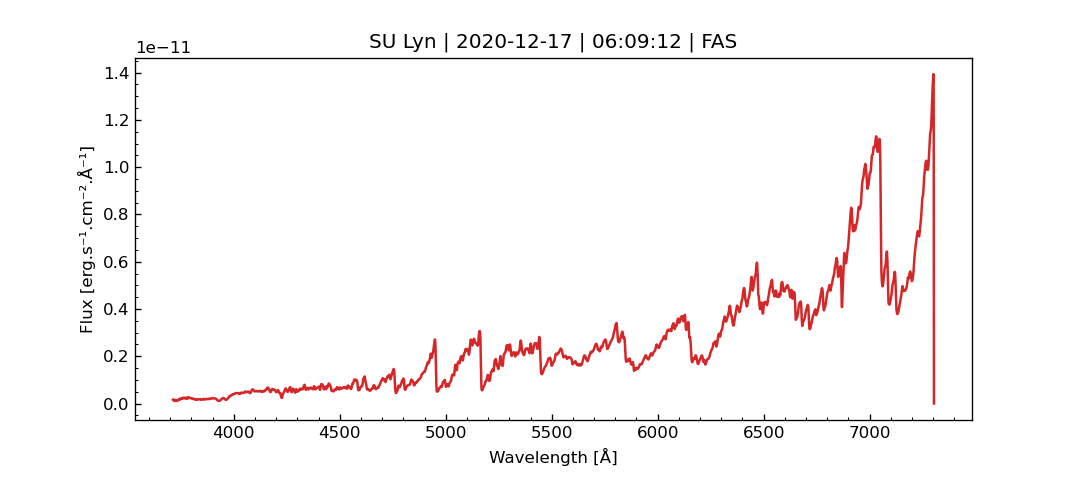 SU Lyn | 2020-12-17 | 06:09:12 | FAS
1e−11
1.4
1.2
1.0
0.8
0.6
0.4
0.2
0.0
Flux [erg.s⁻¹.cm⁻².Å⁻¹]
4000 4500 5000 5500 6000 6500 7000
Wavelength [Å]